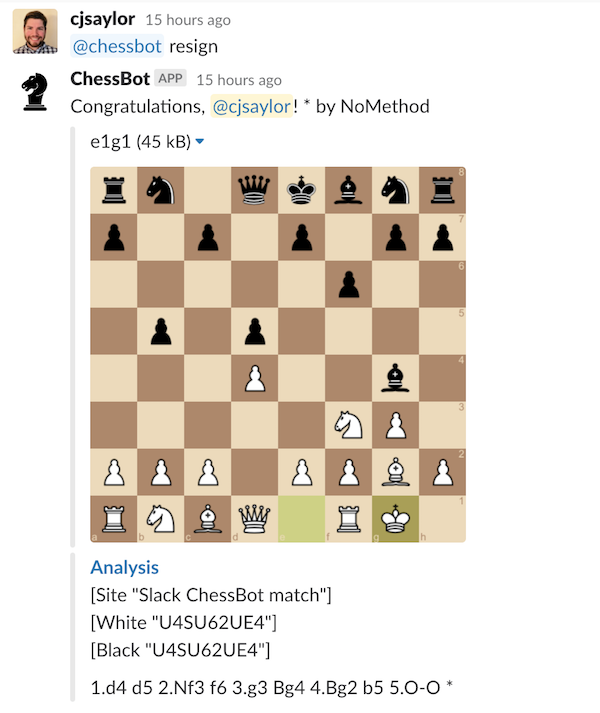 cjsaylor 15 hours ago
@chessbot resign
ChessBot APP 15 hours ago
Congratulations, @cjsaylor! * by NoMethod
e1g1 (45 kB)
8
7
6
5
4
3
2
1
a b c d e f g h
Analysis
[Site "Slack ChessBot match"]
[White "U4SU62UE4"]
[Black "U4SU62UE4"]
1.d4 d5 2.Nf3 f6 3.g3 Bg4 4.Bg2 b5 5.O-O *